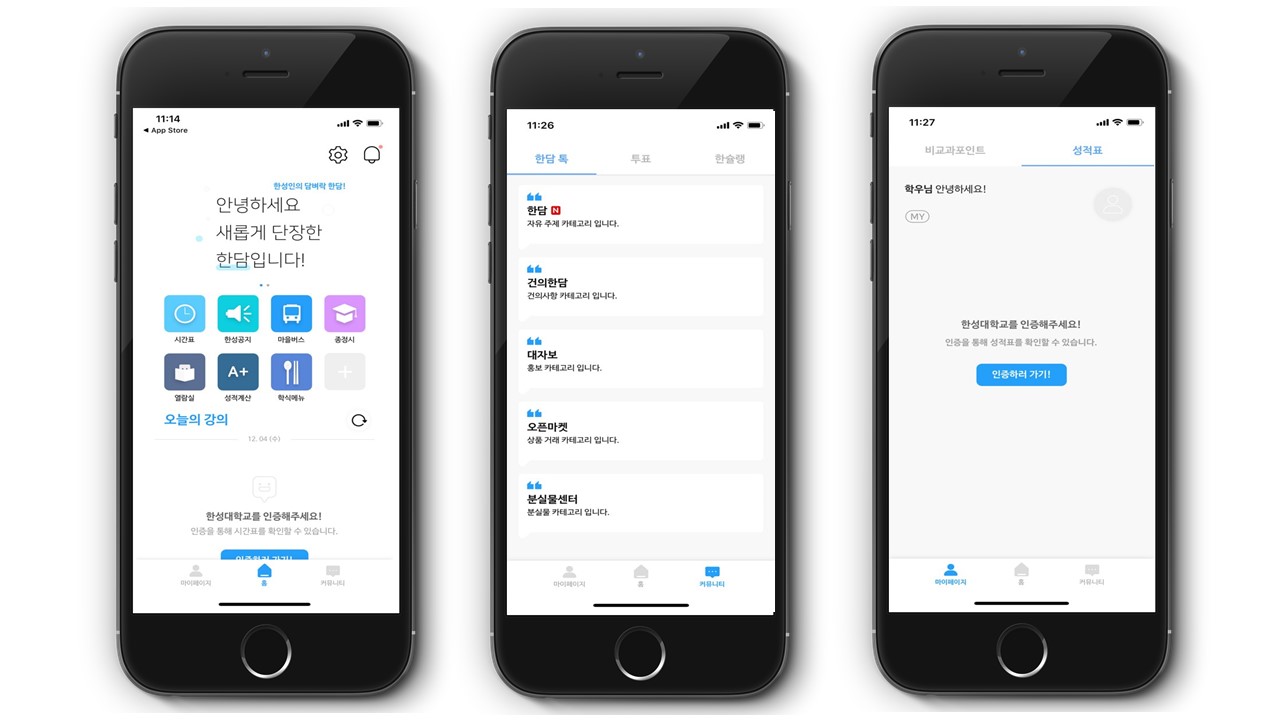 11:14
◀ App Store
한성인의 담벼락 한담!
안녕하세요
새롭게 단장한
한담입니다!
시간표
한성공지
마을버스
종정시
A+
열람실
성적계산
학식메뉴
오늘의 강의
12. 04 (수)
한성대학교를 인증해주세요!
인증을 통해 시간표를 확인할 수 있습니다.
인증하러 가기!
마이페이지
홈
커뮤니티
11:26
한담 톡
투표
한슐랭
한담 N
자유 주제 카테고리 입니다.
건의한담
건의사항 카테고리 입니다.
대자보
홍보 카테고리 입니다.
오픈마켓
상품 거래 카테고리 입니다.
분실물센터
분실물 카테고리 입니다.
마이페이지
홈
커뮤니티
11:27
비교과포인트
성적표
학우님 안녕하세요!
MY
한성대학교를 인증해주세요!
인증을 통해 성적표를 확인할 수 있습니다.
인증하러 가기!
마이페이지
홈
커뮤니티